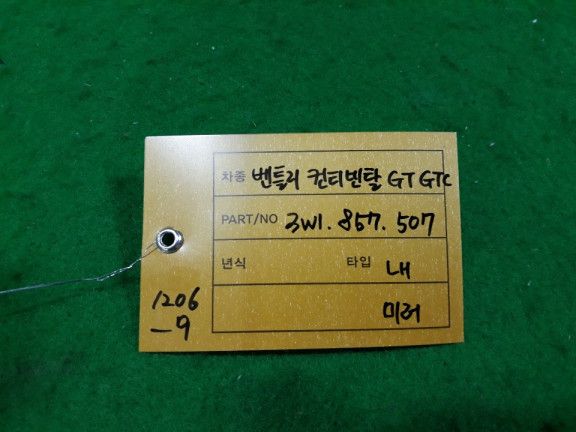 차종 벤틀리 컨티넨탈 GT GTC
PART/NO 3W1.857.507
년식 타입 내
미러
1206
-9